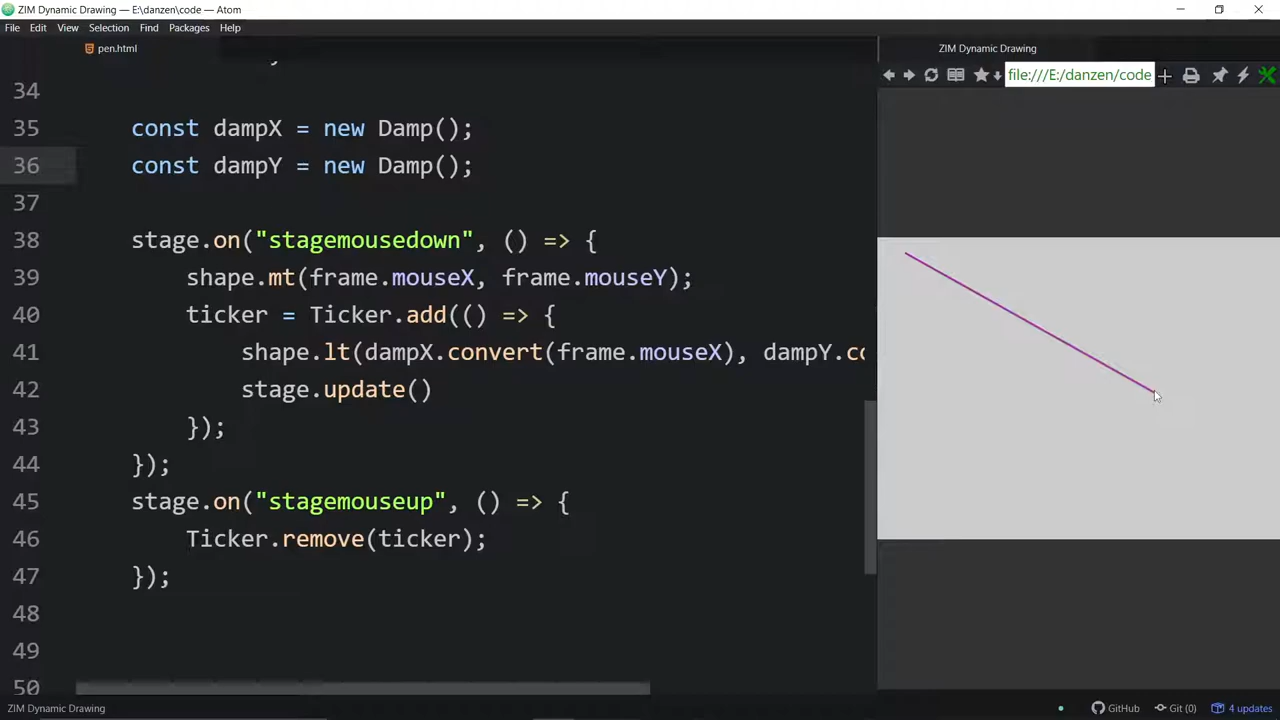 ZIM Dynamic Drawing — E:\danzen\code — Atom
File Edit View Selection Find Packages Help
pen.html
ZIM Dynamic Drawing
file:///E:/danzen/code
34
35 const dampX = new Damp();
36 const dampY = new Damp();
37
38 stage.on("stagemousedown", () => {
39 shape.mt(frame.mouseX, frame.mouseY);
40 ticker = Ticker.add(() => {
41 shape.lt(dampX.convert(frame.mouseX), dampY.co
42 stage.update()
43 });
44 });
45 stage.on("stagemouseup", () => {
46 Ticker.remove(ticker);
47 });
48
49
50
ZIM Dynamic Drawing
GitHub Git (0) 4 updates